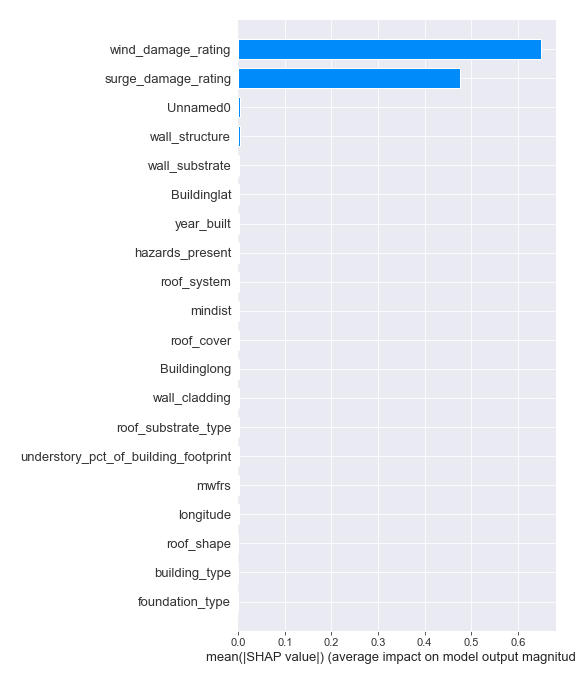 wind_damage_rating
surge_damage_rating
Unnamed0
wall_structure
wall_substrate
Buildinglat
year_built
hazards_present
roof_system
mindist
roof_cover
Buildinglong
wall_cladding
roof_substrate_type
understory_pct_of_building_footprint
mwfrs
longitude
roof_shape
building_type
foundation_type
0.0 0.1 0.2 0.3 0.4 0.5 0.6
mean(|SHAP value|) (average impact on model output magnitud